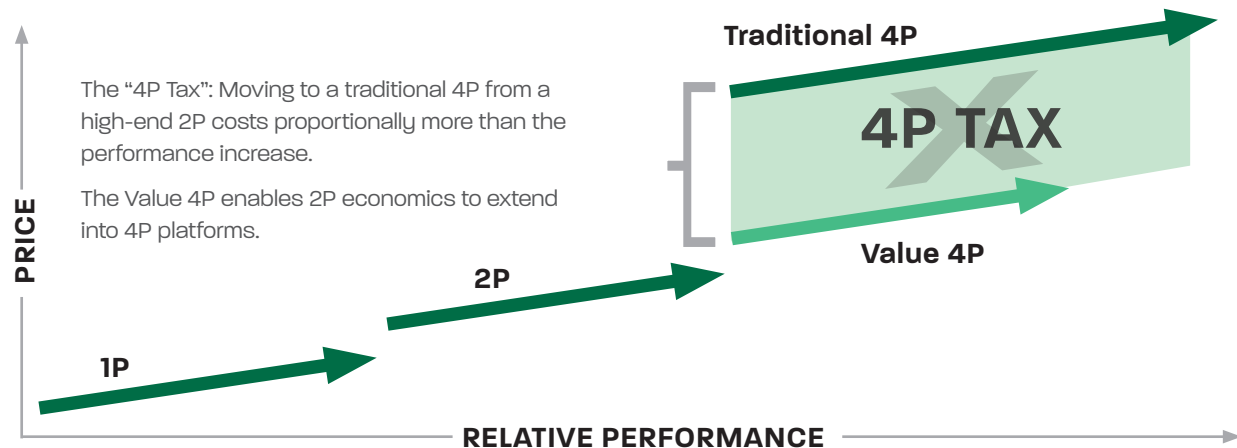 Traditional 4P
The “4P Tax”: Moving to a traditional 4P from a
high-end 2P costs proportionally more than the
performance increase.
The Value 4P enables 2P economics to extend
into 4P platforms.
4P TAX
X
Value 4P
2P
1P
PRICE
RELATIVE PERFORMANCE